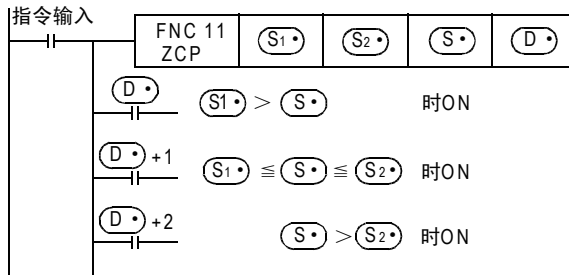 指令输入
FNC 11 ZCP S1• S2• S• D•
D• S1• > S• 时ON
D• +1 S1• ≦ S• ≦ S2• 时ON
D• +2 S• > S2• 时ON